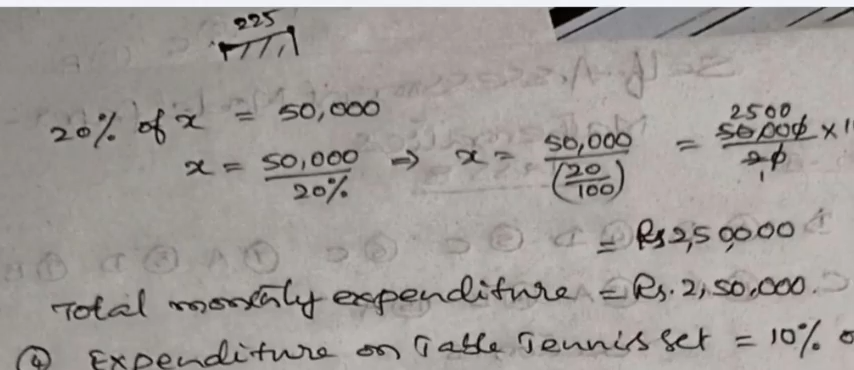 225
20% of x = 50,000
x = 50,000 / 20% ⇒ x = 50,000 / (20/100) = 2500 50,000 × 1 / 20 1
= Rs 2,50,000
Total monthly expenditure = Rs. 2,50,000.
④ Expenditure on Table Tennis set = 10% o